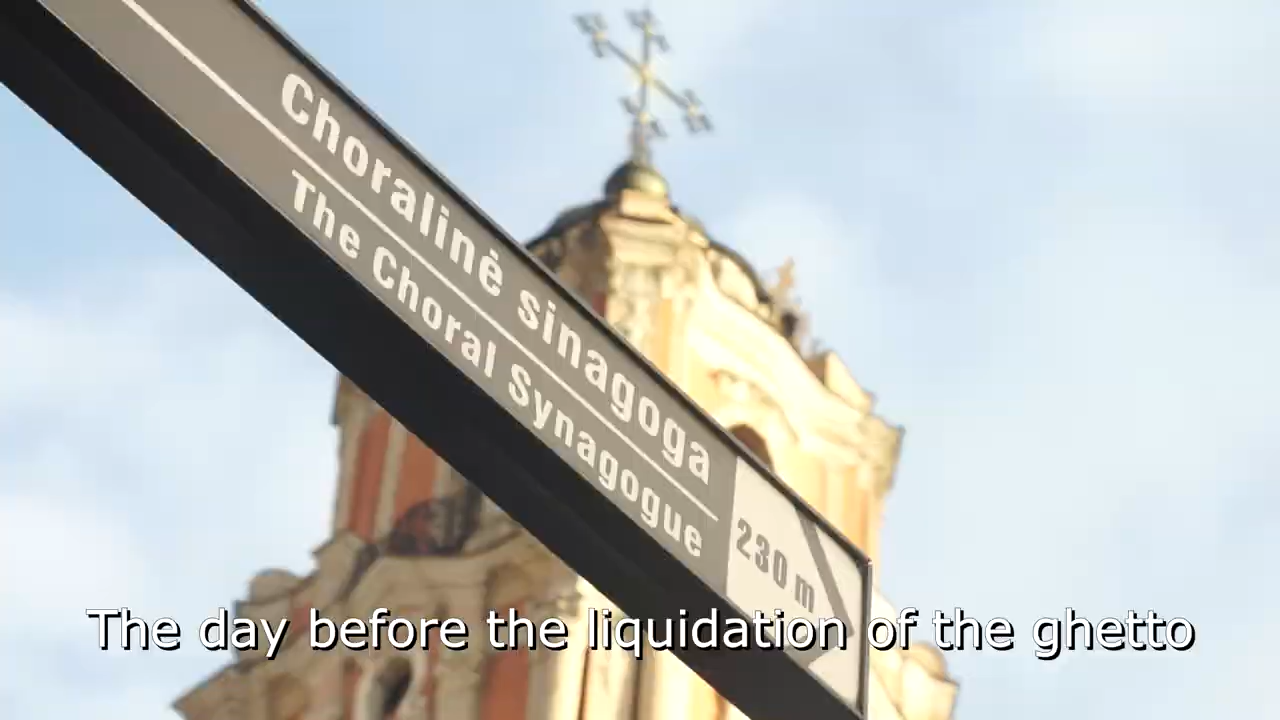 Choralinė sinagoga
The Choral Synagogue
230 m
The day before the liquidation of the ghetto